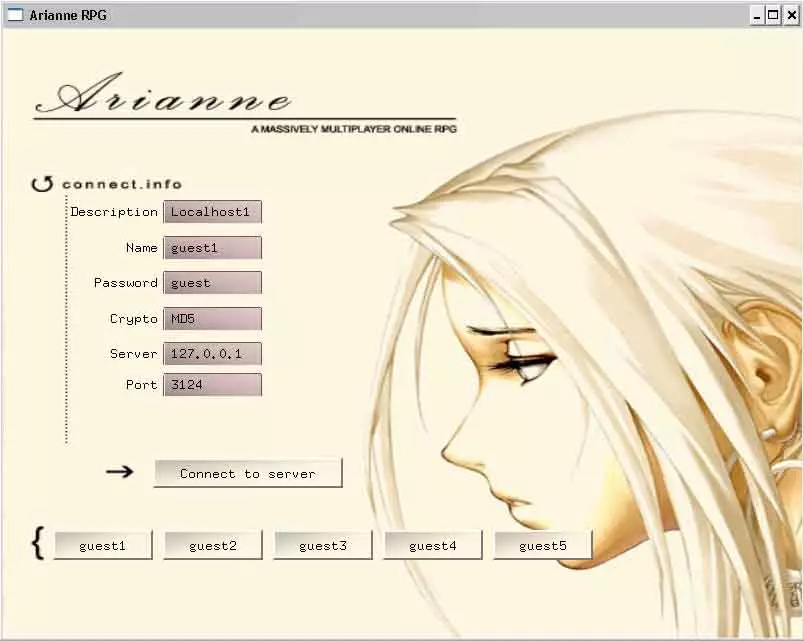 Arianne RPG
Arianne
A MASSIVELY MULTIPLAYER ONLINE RPG
connect.info
Description Localhost1
Name guest1
Password guest
Crypto MD5
Server 127.0.0.1
Port 3124
→ Connect to server
{ guest1 guest2 guest3 guest4 guest5